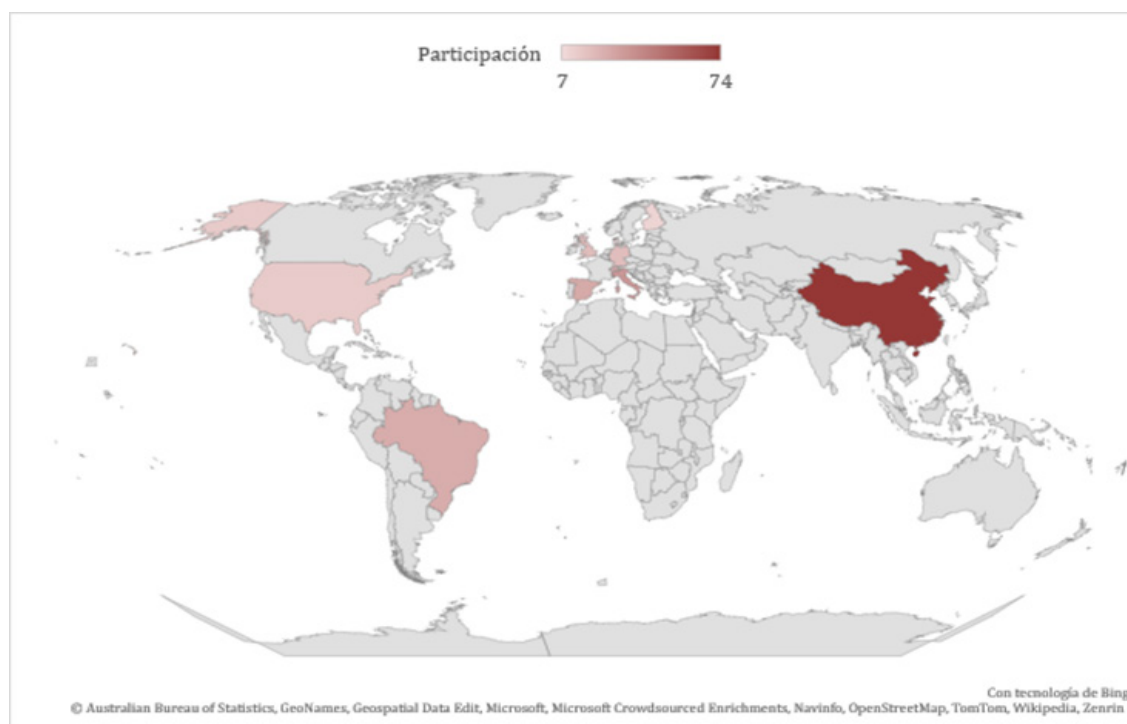 Participación
7 74
Con tecnología de Bing
© Australian Bureau of Statistics, GeoNames, Geospatial Data Edit, Microsoft, Microsoft Crowdsourced Enrichments, Navinfo, OpenStreetMap, TomTom, Wikipedia, Zenrin